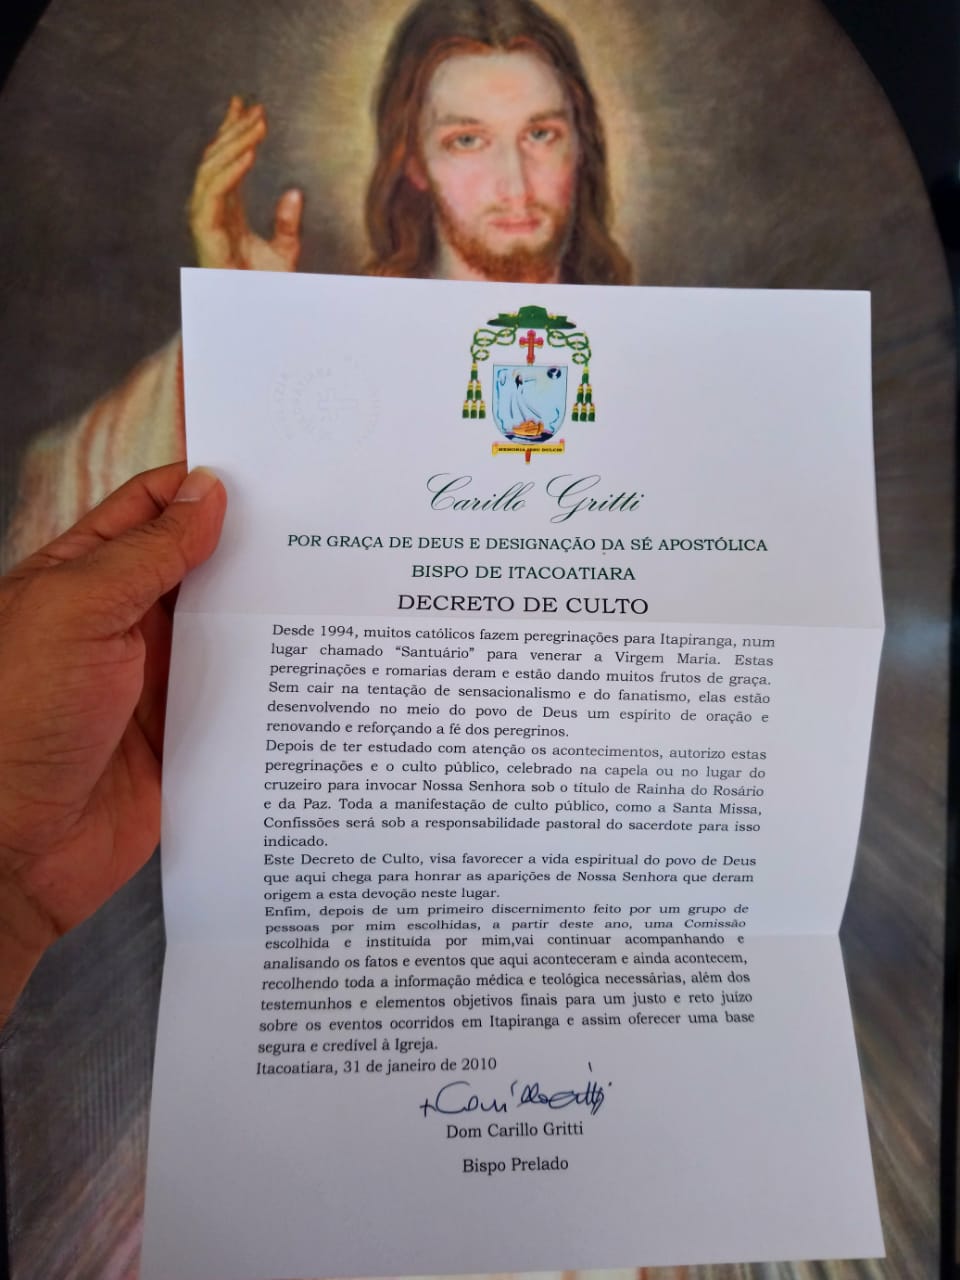 MEMORIA JESU DULCIS
Carillo Gritti
POR GRAÇA DE DEUS E DESIGNAÇÃO DA SÉ APOSTÓLICA
BISPO DE ITACOATIARA
DECRETO DE CULTO
Desde 1994, muitos católicos fazem peregrinações para Itapiranga, num
lugar chamado “Santuário” para venerar a Virgem Maria. Estas
peregrinações e romarias deram e estão dando muitos frutos de graça.
Sem cair na tentação de sensacionalismo e do fanatismo, elas estão
desenvolvendo no meio do povo de Deus um espírito de oração e
renovando e reforçando a fé dos peregrinos.
Depois de ter estudado com atenção os acontecimentos, autorizo estas
peregrinações e o culto público, celebrado na capela ou no lugar do
cruzeiro para invocar Nossa Senhora sob o título de Rainha do Rosário
e da Paz. Toda a manifestação de culto público, como a Santa Missa,
Confissões será sob a responsabilidade pastoral do sacerdote para isso
indicado.
Este Decreto de Culto, visa favorecer a vida espiritual do povo de Deus
que aqui chega para honrar as aparições de Nossa Senhora que deram
origem a esta devoção neste lugar.
Enfim, depois de um primeiro discernimento feito por um grupo de
pessoas por mim escolhidas, a partir deste ano, uma Comissão
escolhida e instituída por mim,vai continuar acompanhando e
analisando os fatos e eventos que aqui aconteceram e ainda acontecem,
recolhendo toda a informação médica e teológica necessárias, além dos
testemunhos e elementos objetivos finais para um justo e reto juízo
sobre os eventos ocorridos em Itapiranga e assim oferecer uma base
segura e credível à Igreja.
Itacoatiara, 31 de janeiro de 2010
Dom Carillo Gritti
Bispo Prelado